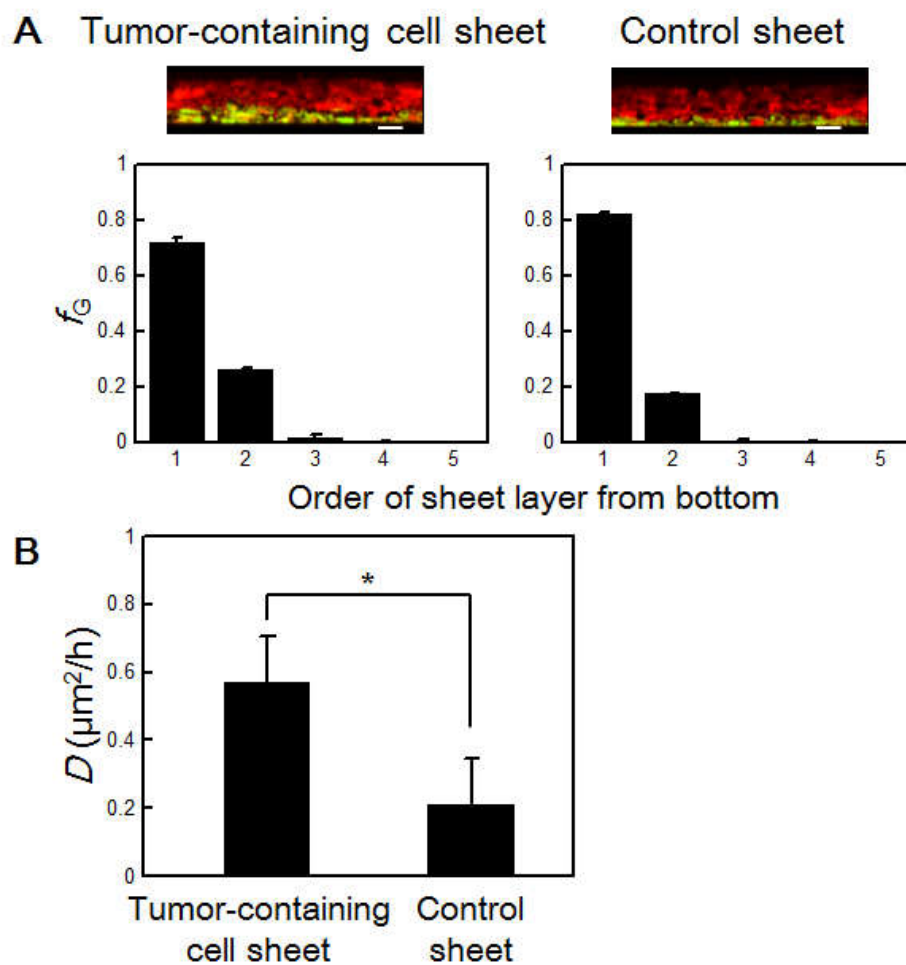 A
Tumor-containing cell sheet
Control sheet
1
0.8
0.6
0.4
0.2
0
f_G
1 2 3 4 5
1
0.8
0.6
0.4
0.2
0
1 2 3 4 5
Order of sheet layer from bottom
B
1
0.8
0.6
0.4
0.2
0
D (µm²/h)
*
Tumor-containing
cell sheet
Control
sheet